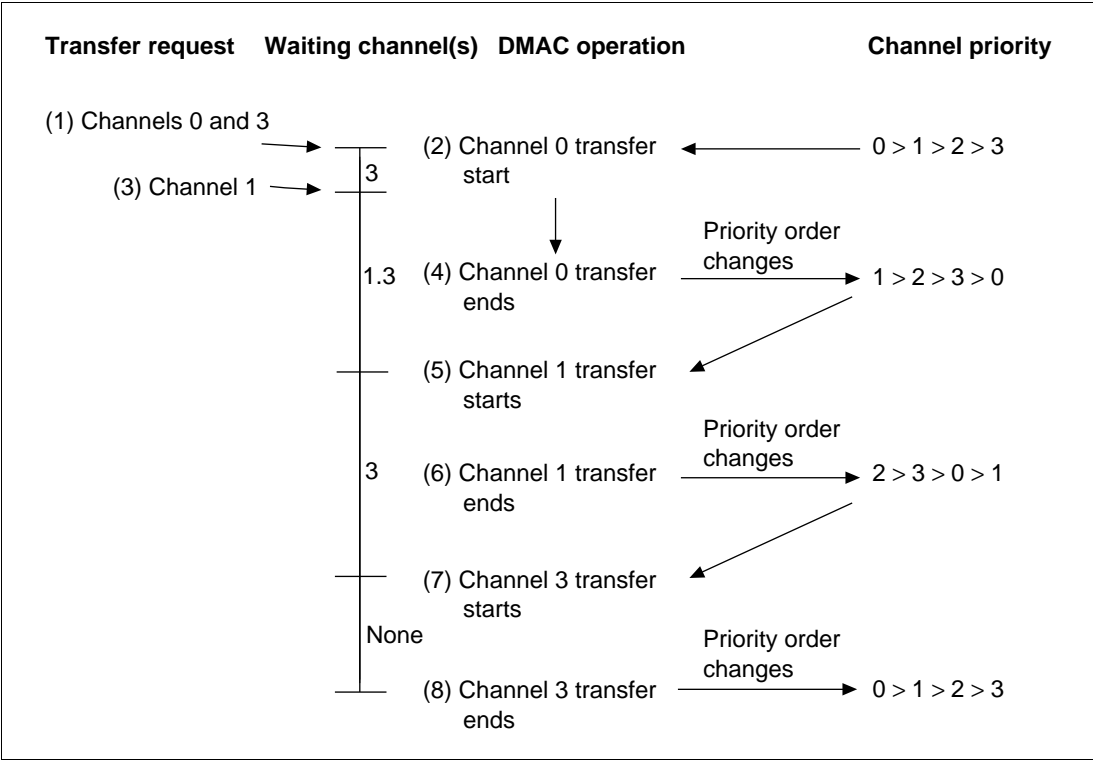 Transfer request Waiting channel(s) DMAC operation Channel priority
(1) Channels 0 and 3
(2) Channel 0 transfer
start
0 > 1 > 2 > 3
3
(3) Channel 1
Priority order
changes
1.3
(4) Channel 0 transfer
ends
1 > 2 > 3 > 0
(5) Channel 1 transfer
starts
Priority order
changes
3
(6) Channel 1 transfer
ends
2 > 3 > 0 > 1
(7) Channel 3 transfer
starts
None
Priority order
changes
(8) Channel 3 transfer
ends
0 > 1 > 2 > 3